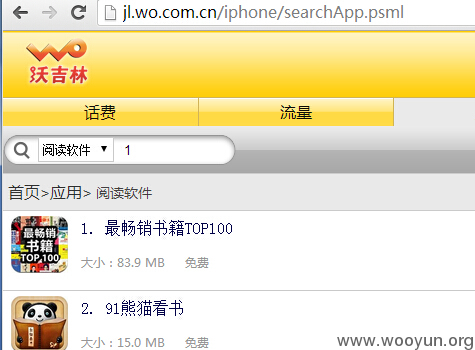 jl.wo.com.cn/iphone/searchApp.psml
沃吉林
话费 流量
阅读软件 ▼ 1
首页>应用> 阅读软件
最畅销
书籍
TOP100
1. 最畅销书籍TOP100
大小：83.9 MB 免费
2. 91熊猫看书
大小：15.0 MB 免费
www.wooyun.org